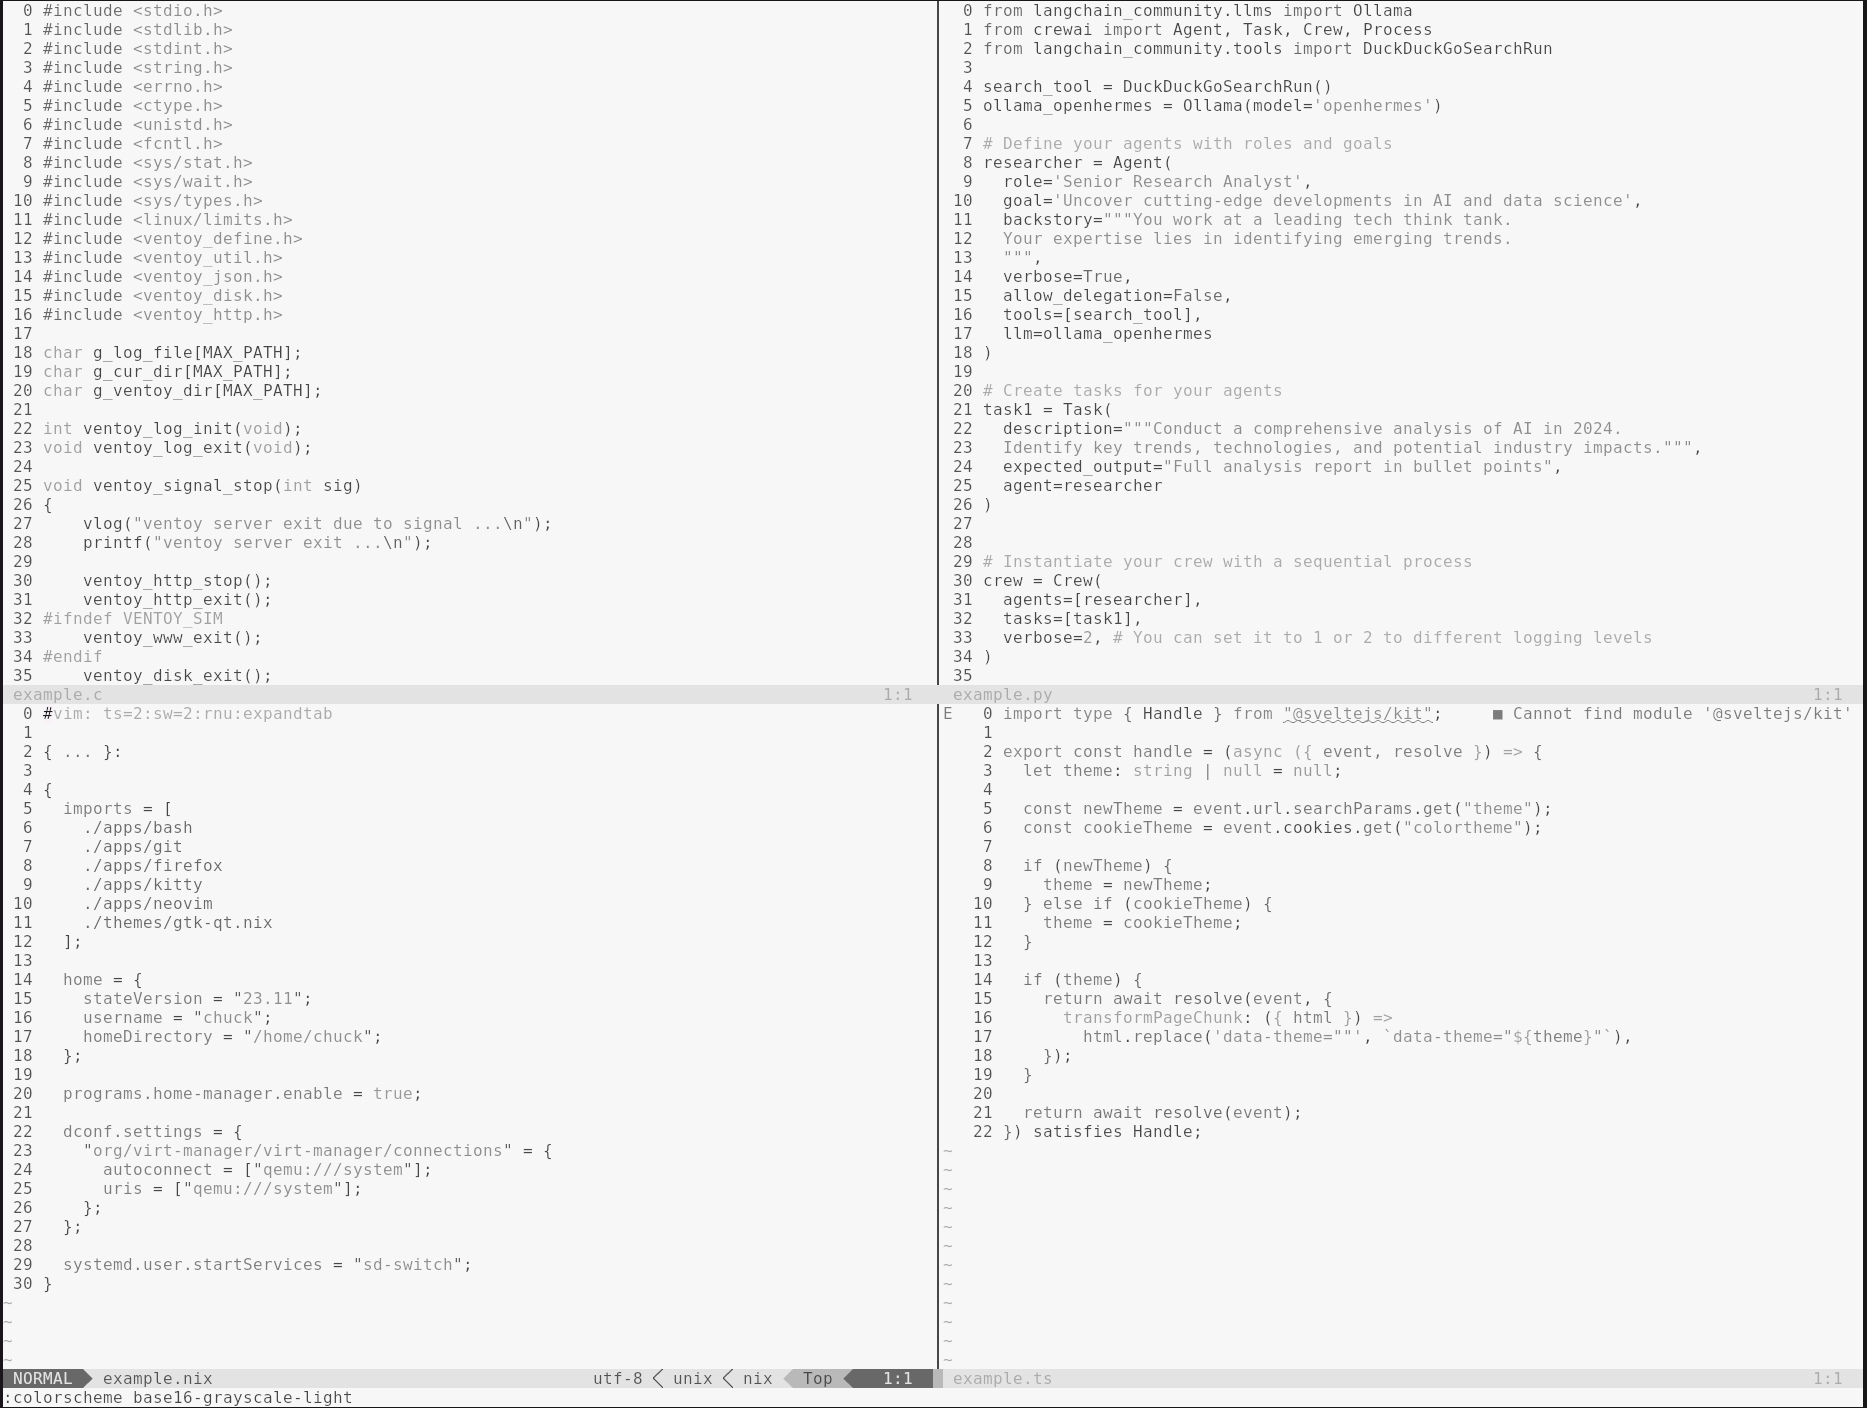 0 #include <stdio.h>
1 #include <stdlib.h>
2 #include <stdint.h>
3 #include <string.h>
4 #include <errno.h>
5 #include <ctype.h>
6 #include <unistd.h>
7 #include <fcntl.h>
8 #include <sys/stat.h>
9 #include <sys/wait.h>
10 #include <sys/types.h>
11 #include <linux/limits.h>
12 #include <ventoy_define.h>
13 #include <ventoy_util.h>
14 #include <ventoy_json.h>
15 #include <ventoy_disk.h>
16 #include <ventoy_http.h>
17
18 char g_log_file[MAX_PATH];
19 char g_cur_dir[MAX_PATH];
20 char g_ventoy_dir[MAX_PATH];
21
22 int ventoy_log_init(void);
23 void ventoy_log_exit(void);
24
25 void ventoy_signal_stop(int sig)
26 {
27     vlog("ventoy server exit due to signal ...\n");
28     printf("ventoy server exit ...\n");
29
30     ventoy_http_stop();
31     ventoy_http_exit();
32 #ifndef VENTOY_SIM
33     ventoy_www_exit();
34 #endif
35     ventoy_disk_exit();
example.c 1:1
0 from langchain_community.llms import Ollama
1 from crewai import Agent, Task, Crew, Process
2 from langchain_community.tools import DuckDuckGoSearchRun
3
4 search_tool = DuckDuckGoSearchRun()
5 ollama_openhermes = Ollama(model='openhermes')
6
7 # Define your agents with roles and goals
8 researcher = Agent(
9   role='Senior Research Analyst',
10   goal='Uncover cutting-edge developments in AI and data science',
11   backstory="""You work at a leading tech think tank.
12   Your expertise lies in identifying emerging trends.
13   """,
14   verbose=True,
15   allow_delegation=False,
16   tools=[search_tool],
17   llm=ollama_openhermes
18 )
19
20 # Create tasks for your agents
21 task1 = Task(
22   description="""Conduct a comprehensive analysis of AI in 2024.
23   Identify key trends, technologies, and potential industry impacts.""",
24   expected_output="Full analysis report in bullet points",
25   agent=researcher
26 )
27
28
29 # Instantiate your crew with a sequential process
30 crew = Crew(
31   agents=[researcher],
32   tasks=[task1],
33   verbose=2, # You can set it to 1 or 2 to different logging levels
34 )
35
example.py 1:1
0 #vim: ts=2:sw=2:rnu:expandtab
1
2 { ... }:
3
4 {
5   imports = [
6     ./apps/bash
7     ./apps/git
8     ./apps/firefox
9     ./apps/kitty
10     ./apps/neovim
11     ./themes/gtk-qt.nix
12   ];
13
14   home = {
15     stateVersion = "23.11";
16     username = "chuck";
17     homeDirectory = "/home/chuck";
18   };
19
20   programs.home-manager.enable = true;
21
22   dconf.settings = {
23     "org/virt-manager/virt-manager/connections" = {
24       autoconnect = ["qemu:///system"];
25       uris = ["qemu:///system"];
26     };
27   };
28
29   systemd.user.startServices = "sd-switch";
30 }
~
~
~
~
NORMAL example.nix utf-8 unix nix Top 1:1
:colorscheme base16-grayscale-light
E 0 import type { Handle } from "@sveltejs/kit";     ■ Cannot find module '@sveltejs/kit'
1
2 export const handle = (async ({ event, resolve }) => {
3   let theme: string | null = null;
4
5   const newTheme = event.url.searchParams.get("theme");
6   const cookieTheme = event.cookies.get("colortheme");
7
8   if (newTheme) {
9     theme = newTheme;
10   } else if (cookieTheme) {
11     theme = cookieTheme;
12   }
13
14   if (theme) {
15     return await resolve(event, {
16       transformPageChunk: ({ html }) =>
17         html.replace('data-theme=""', `data-theme="${theme}"`),
18     });
19   }
20
21   return await resolve(event);
22 }) satisfies Handle;
~
~
~
~
~
~
~
~
~
~
~
~
example.ts 1:1